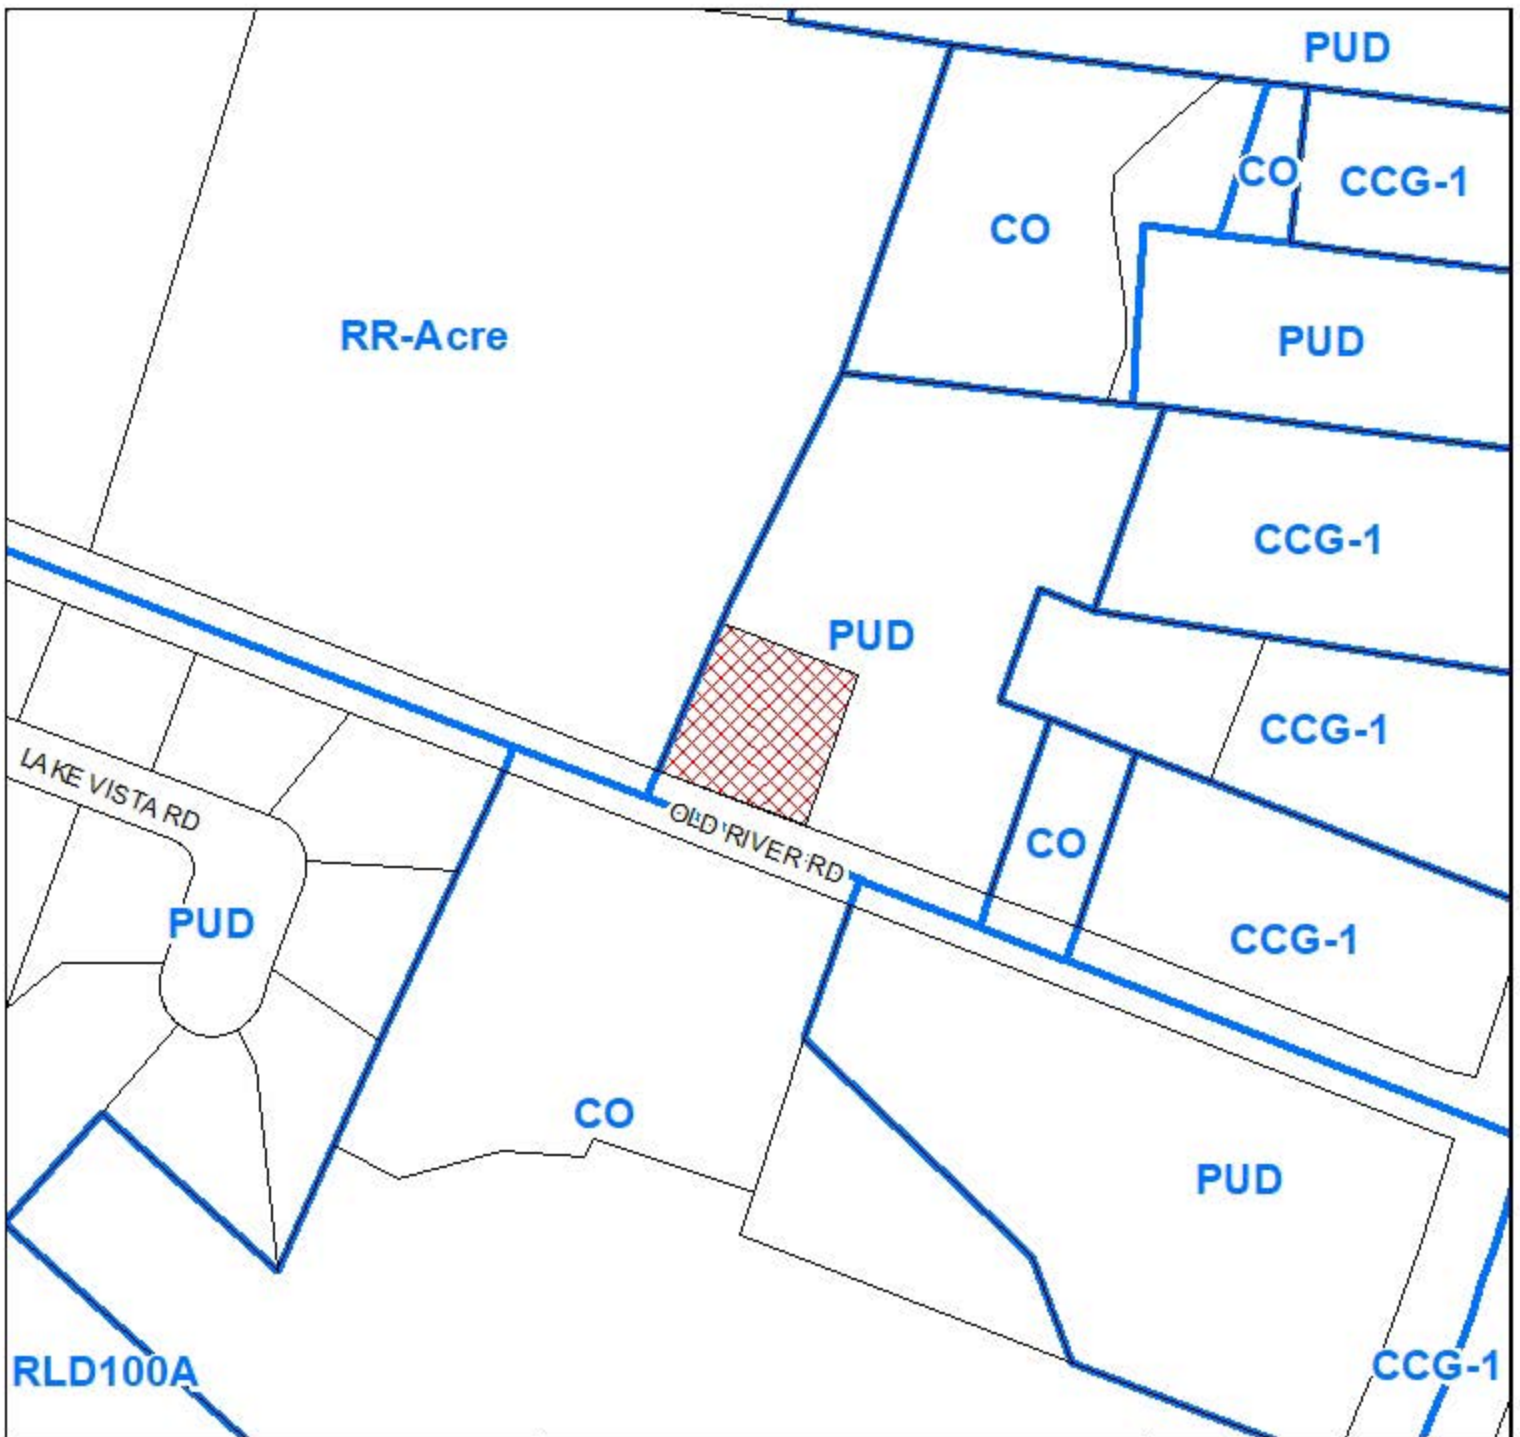 PUD
CO
CCG-1
CO
RR-Acre
PUD
CCG-1
PUD
CCG-1
LAKE VISTA RD
OLD RIVER RD
CO
PUD
CCG-1
CO
PUD
RLD100A
CCG-1